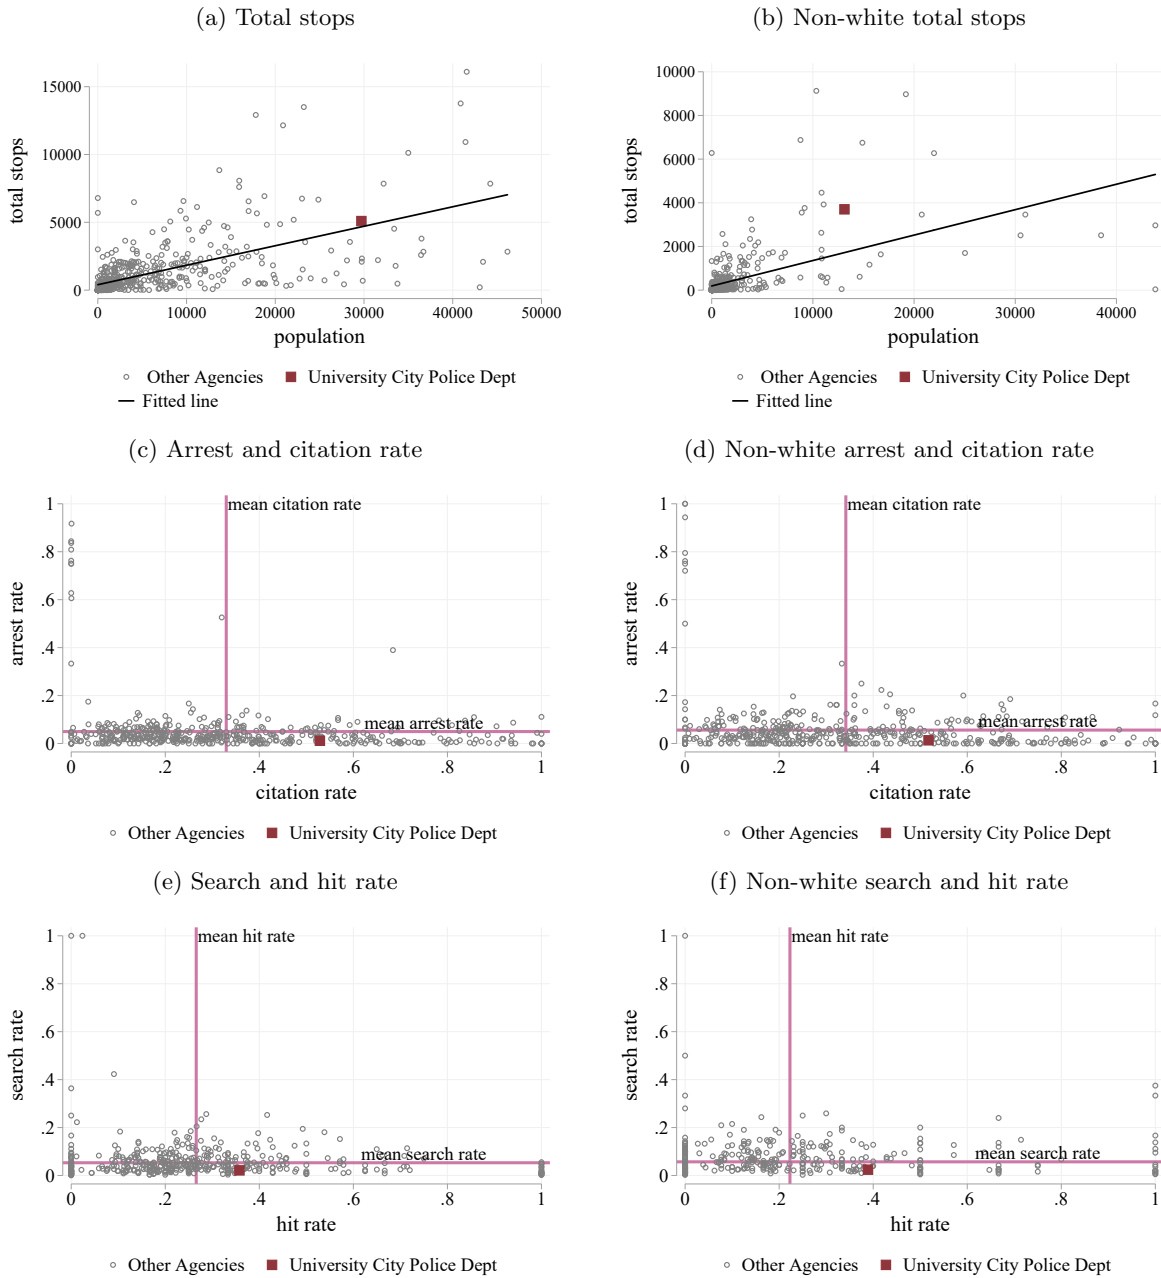 (a) Total stops
(b) Non-white total stops
total stops
15000
10000
5000
0
0 10000 20000 30000 40000 50000
population
Other Agencies University City Police Dept
Fitted line
total stops
10000
8000
6000
4000
2000
0
0 10000 20000 30000 40000
population
Other Agencies University City Police Dept
Fitted line
(c) Arrest and citation rate
(d) Non-white arrest and citation rate
arrest rate
1
.8
.6
.4
.2
0
mean citation rate
mean arrest rate
0 .2 .4 .6 .8 1
citation rate
Other Agencies University City Police Dept
arrest rate
1
.8
.6
.4
.2
0
mean citation rate
mean arrest rate
0 .2 .4 .6 .8 1
citation rate
Other Agencies University City Police Dept
(e) Search and hit rate
(f) Non-white search and hit rate
search rate
1
.8
.6
.4
.2
0
mean hit rate
mean search rate
0 .2 .4 .6 .8 1
hit rate
Other Agencies University City Police Dept
search rate
1
.8
.6
.4
.2
0
mean hit rate
mean search rate
0 .2 .4 .6 .8 1
hit rate
Other Agencies University City Police Dept